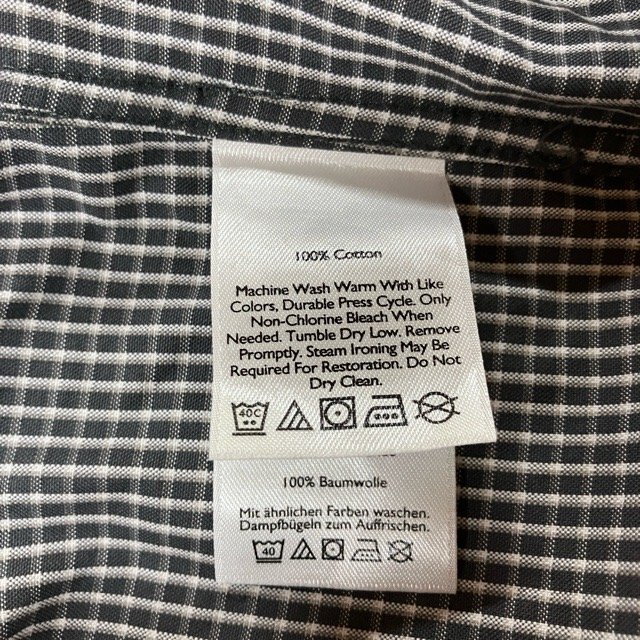 100% Cotton
Machine Wash Warm With Like
Colors, Durable Press Cycle. Only
Non-Chlorine Bleach When
Needed. Tumble Dry Low. Remove
Promptly. Steam Ironing May Be
Required For Restoration. Do Not
Dry Clean.
40C
100% Baumwolle
Mit ähnlichen Farben waschen.
Dampfbügeln zum Auffrischen.
40